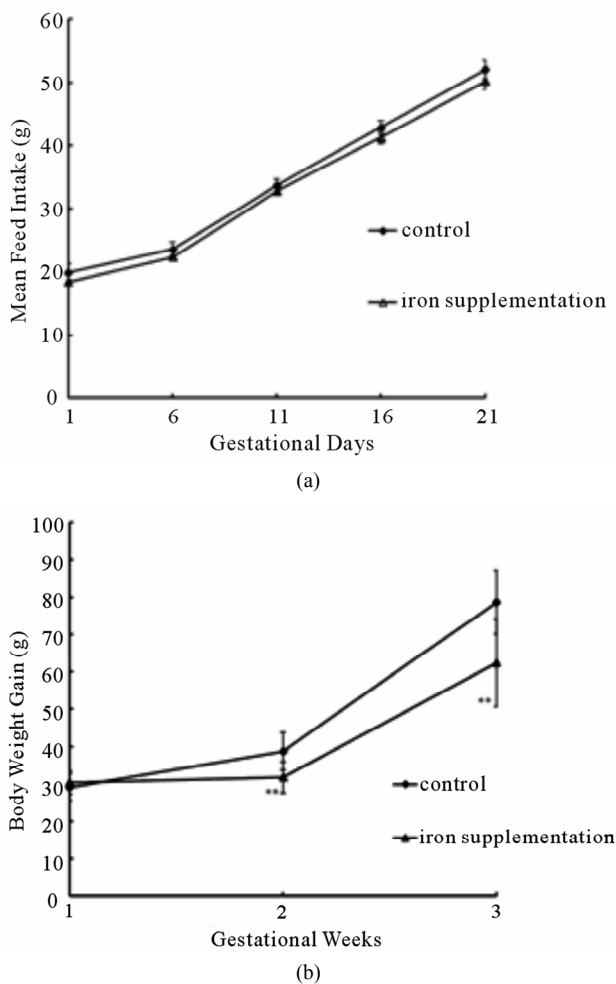 60
50
40
30
20
10
0
Mean Feed Intake (g)
control
iron supplementation
1 6 11 16 21
Gestational Days
(a)
100
90
80
70
60
50
40
30
20
10
0
Body Weight Gain (g)
**
**
control
iron supplementation
1 2 3
Gestational Weeks
(b)